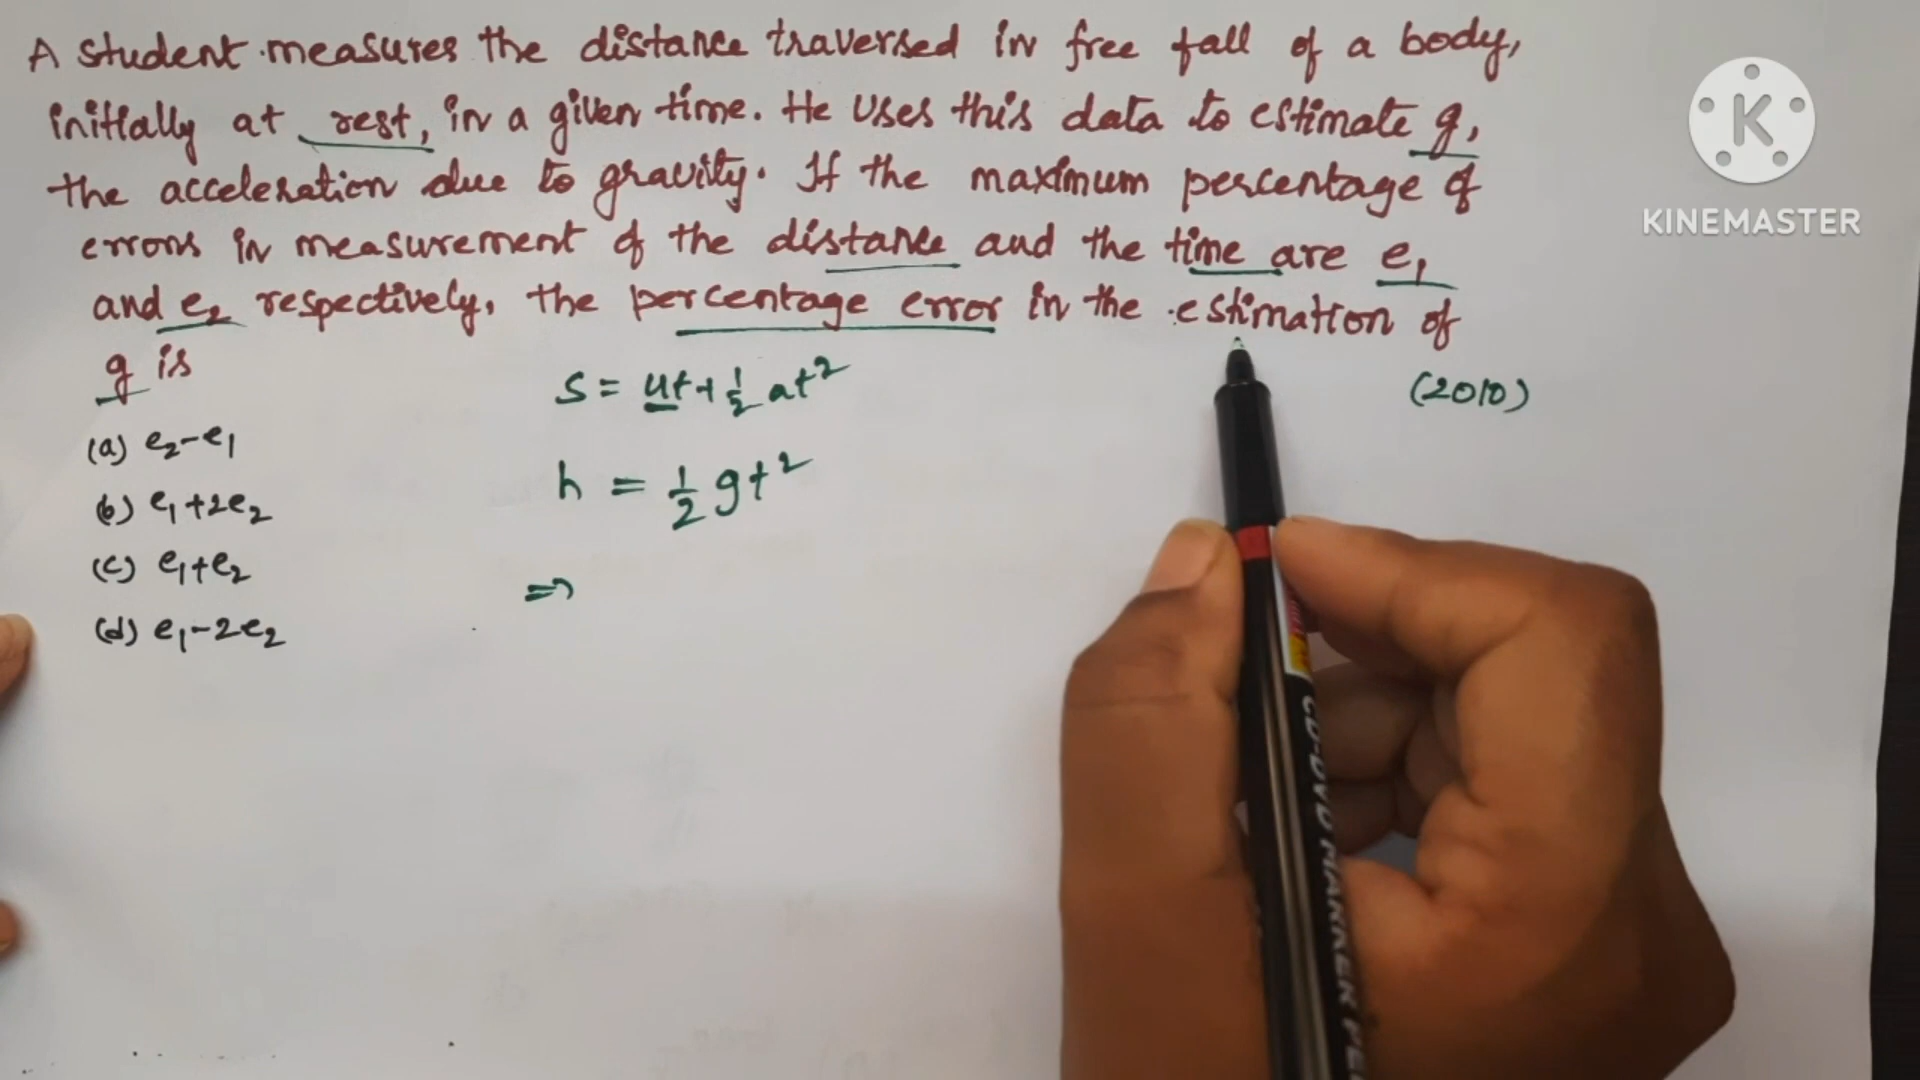 A student measures the distance traversed in free fall of a body,
initially at rest, in a given time. He uses this data to estimate g,
the acceleration due to gravity. If the maximum percentage of
errors in measurement of the distance and the time are e₁
and e₂ respectively, the percentage error in the estimation of
g is
(a) e₂-e₁
(b) e₁+2e₂
(c) e₁+e₂
(d) e₁-2e₂
S = ut + 1/2 at²
h = 1/2 gt²
⇒
(2010)
K
KINEMASTER
CD-DVD MARKER PE